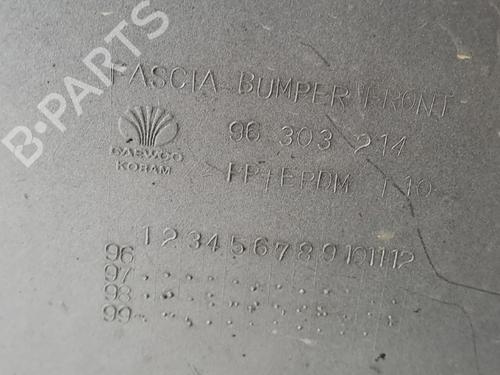 FASCIA BUMPER FRONT
96 303 214
DAEWOO
KORAM
PP+EPDM T10
1 2 3 4 5 6 7 8 9 10 11 12
96
97
98
99
B-PARTS